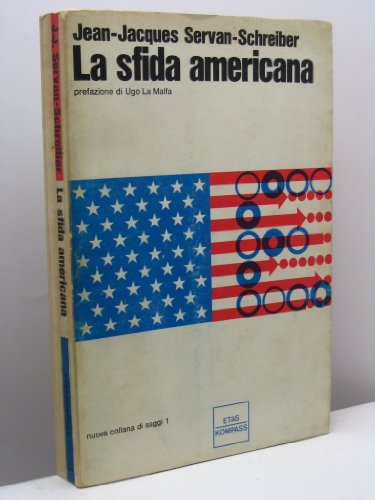 Jean-Jacques Servan-Schreiber
La sfida americana
prefazione di Ugo La Malfa
nuova collana di saggi 1
ETAS
KOMPASS
J.J. Servan-Schreiber
La sfida americana